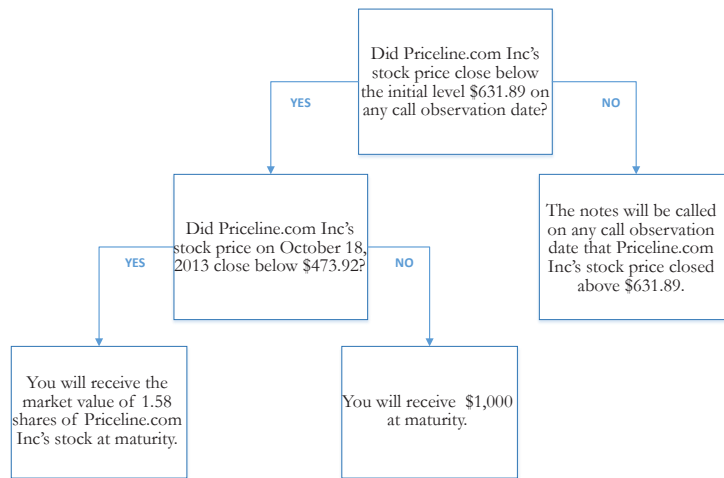 Did Priceline.com Inc's
stock price close below
the initial level $631.89 on
any call observation date?
YES
NO
Did Priceline.com Inc's
stock price on October 18,
2013 close below $473.92?
The notes will be called
on any call observation
date that Priceline.com
Inc's stock price closed
above $631.89.
YES
NO
You will receive the
market value of 1.58
shares of Priceline.com
Inc's stock at maturity.
You will receive $1,000
at maturity.